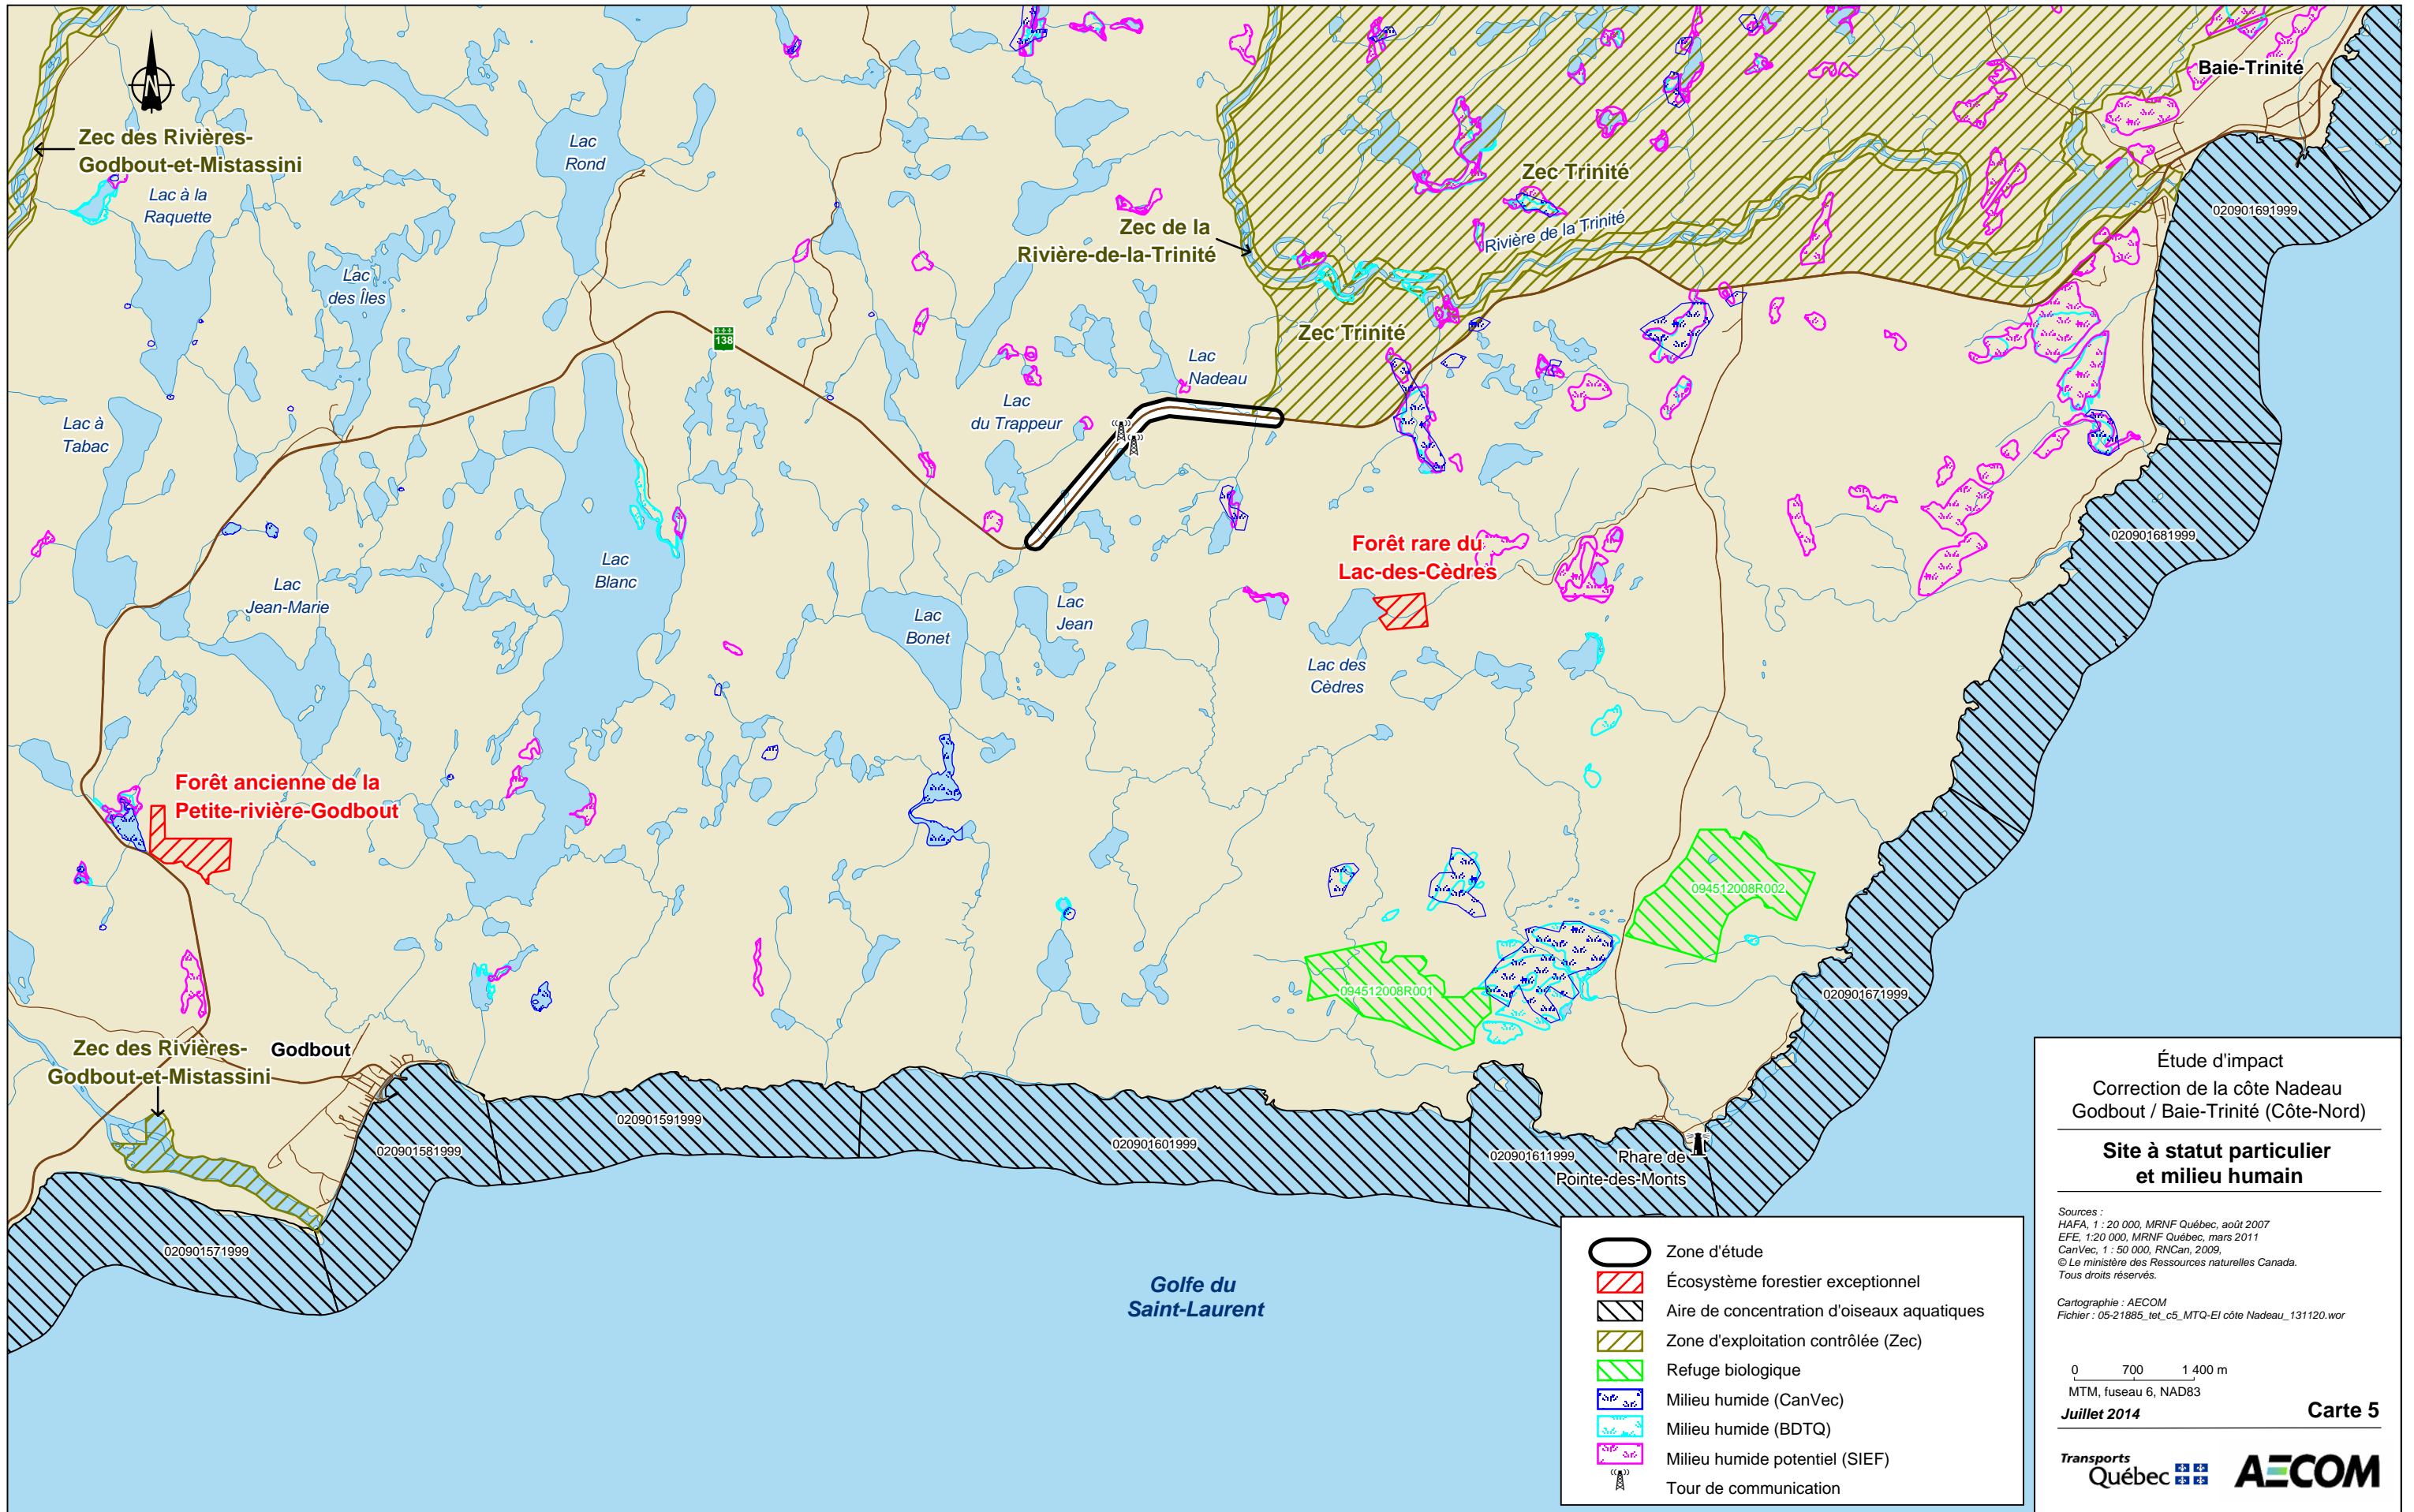 N
Baie-Trinité
Zec des Rivières-
Godbout-et-Mistassini
Lac
Rond
Lac à la
Raquette
Zec Trinité
Rivière de la Trinité
020901691999
Zec de la
Rivière-de-la-Trinité
Lac
des Îles
138
Zec Trinité
Lac
Nadeau
Lac
du Trappeur
Lac à
Tabac
020901681999
Forêt rare du
Lac-des-Cèdres
Lac
Blanc
Lac
Jean-Marie
Lac
Bonet
Lac
Jean
Lac des
Cèdres
Forêt ancienne de la
Petite-rivière-Godbout
094512008R002
094512008R001
020901671999
Zec des Rivières-
Godbout-et-Mistassini
Godbout
020901591999
020901581999
020901601999
020901611999
Phare de
Pointe-des-Monts
020901571999
Golfe du
Saint-Laurent
Zone d'étude
Écosystème forestier exceptionnel
Aire de concentration d'oiseaux aquatiques
Zone d'exploitation contrôlée (Zec)
Refuge biologique
Milieu humide (CanVec)
Milieu humide (BDTQ)
Milieu humide potentiel (SIEF)
Tour de communication
Étude d'impact
Correction de la côte Nadeau
Godbout / Baie-Trinité (Côte-Nord)
Site à statut particulier
et milieu humain
Sources :
HAFA, 1 : 20 000, MRNF Québec, août 2007
EFE, 1:20 000, MRNF Québec, mars 2011
CanVec, 1 : 50 000, RNCan, 2009,
© Le ministère des Ressources naturelles Canada.
Tous droits réservés.
Cartographie : AECOM
Fichier : 05-21885_tet_c5_MTQ-EI côte Nadeau_131120.wor
0 700 1 400 m
MTM, fuseau 6, NAD83
Juillet 2014 Carte 5
Transports
Québec AECOM